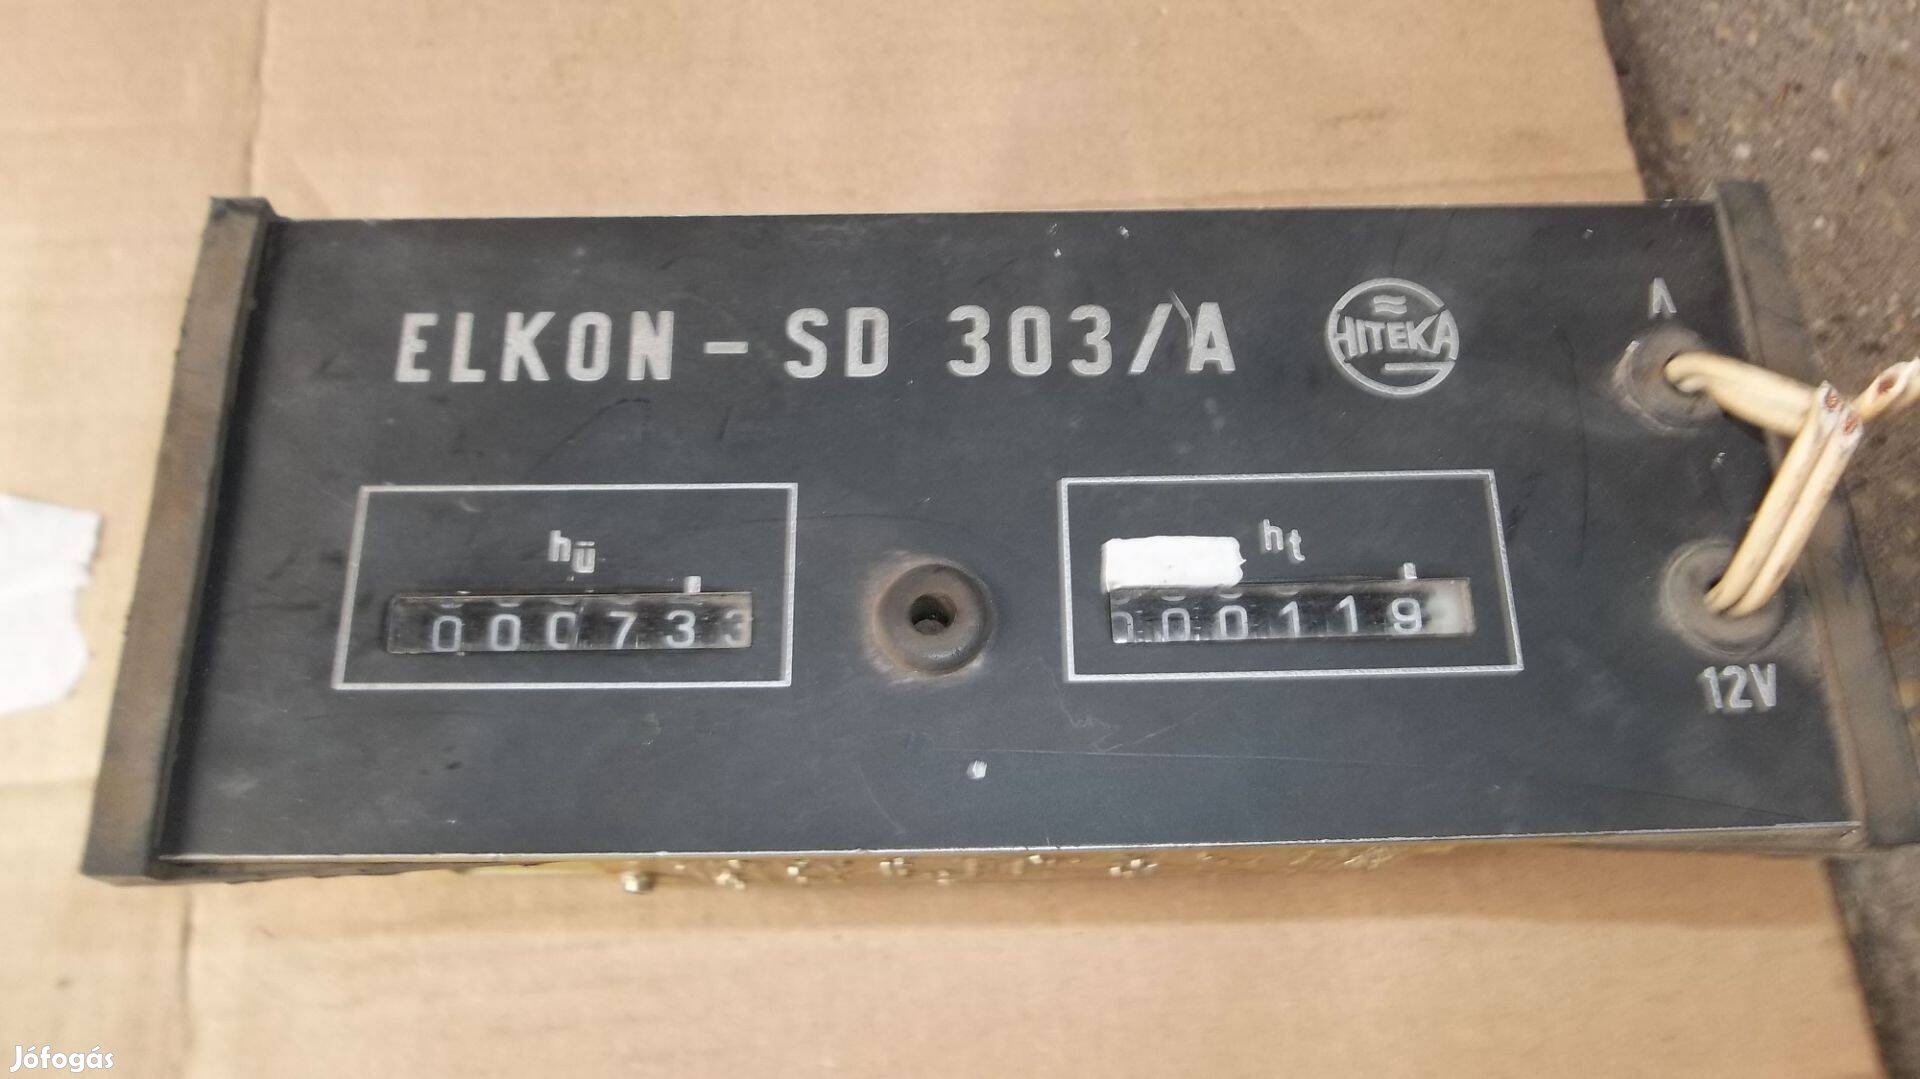 ELKON - SD 303/A
HITEKA
Λ
hü
000733
ht
000119
12V
Jófogás